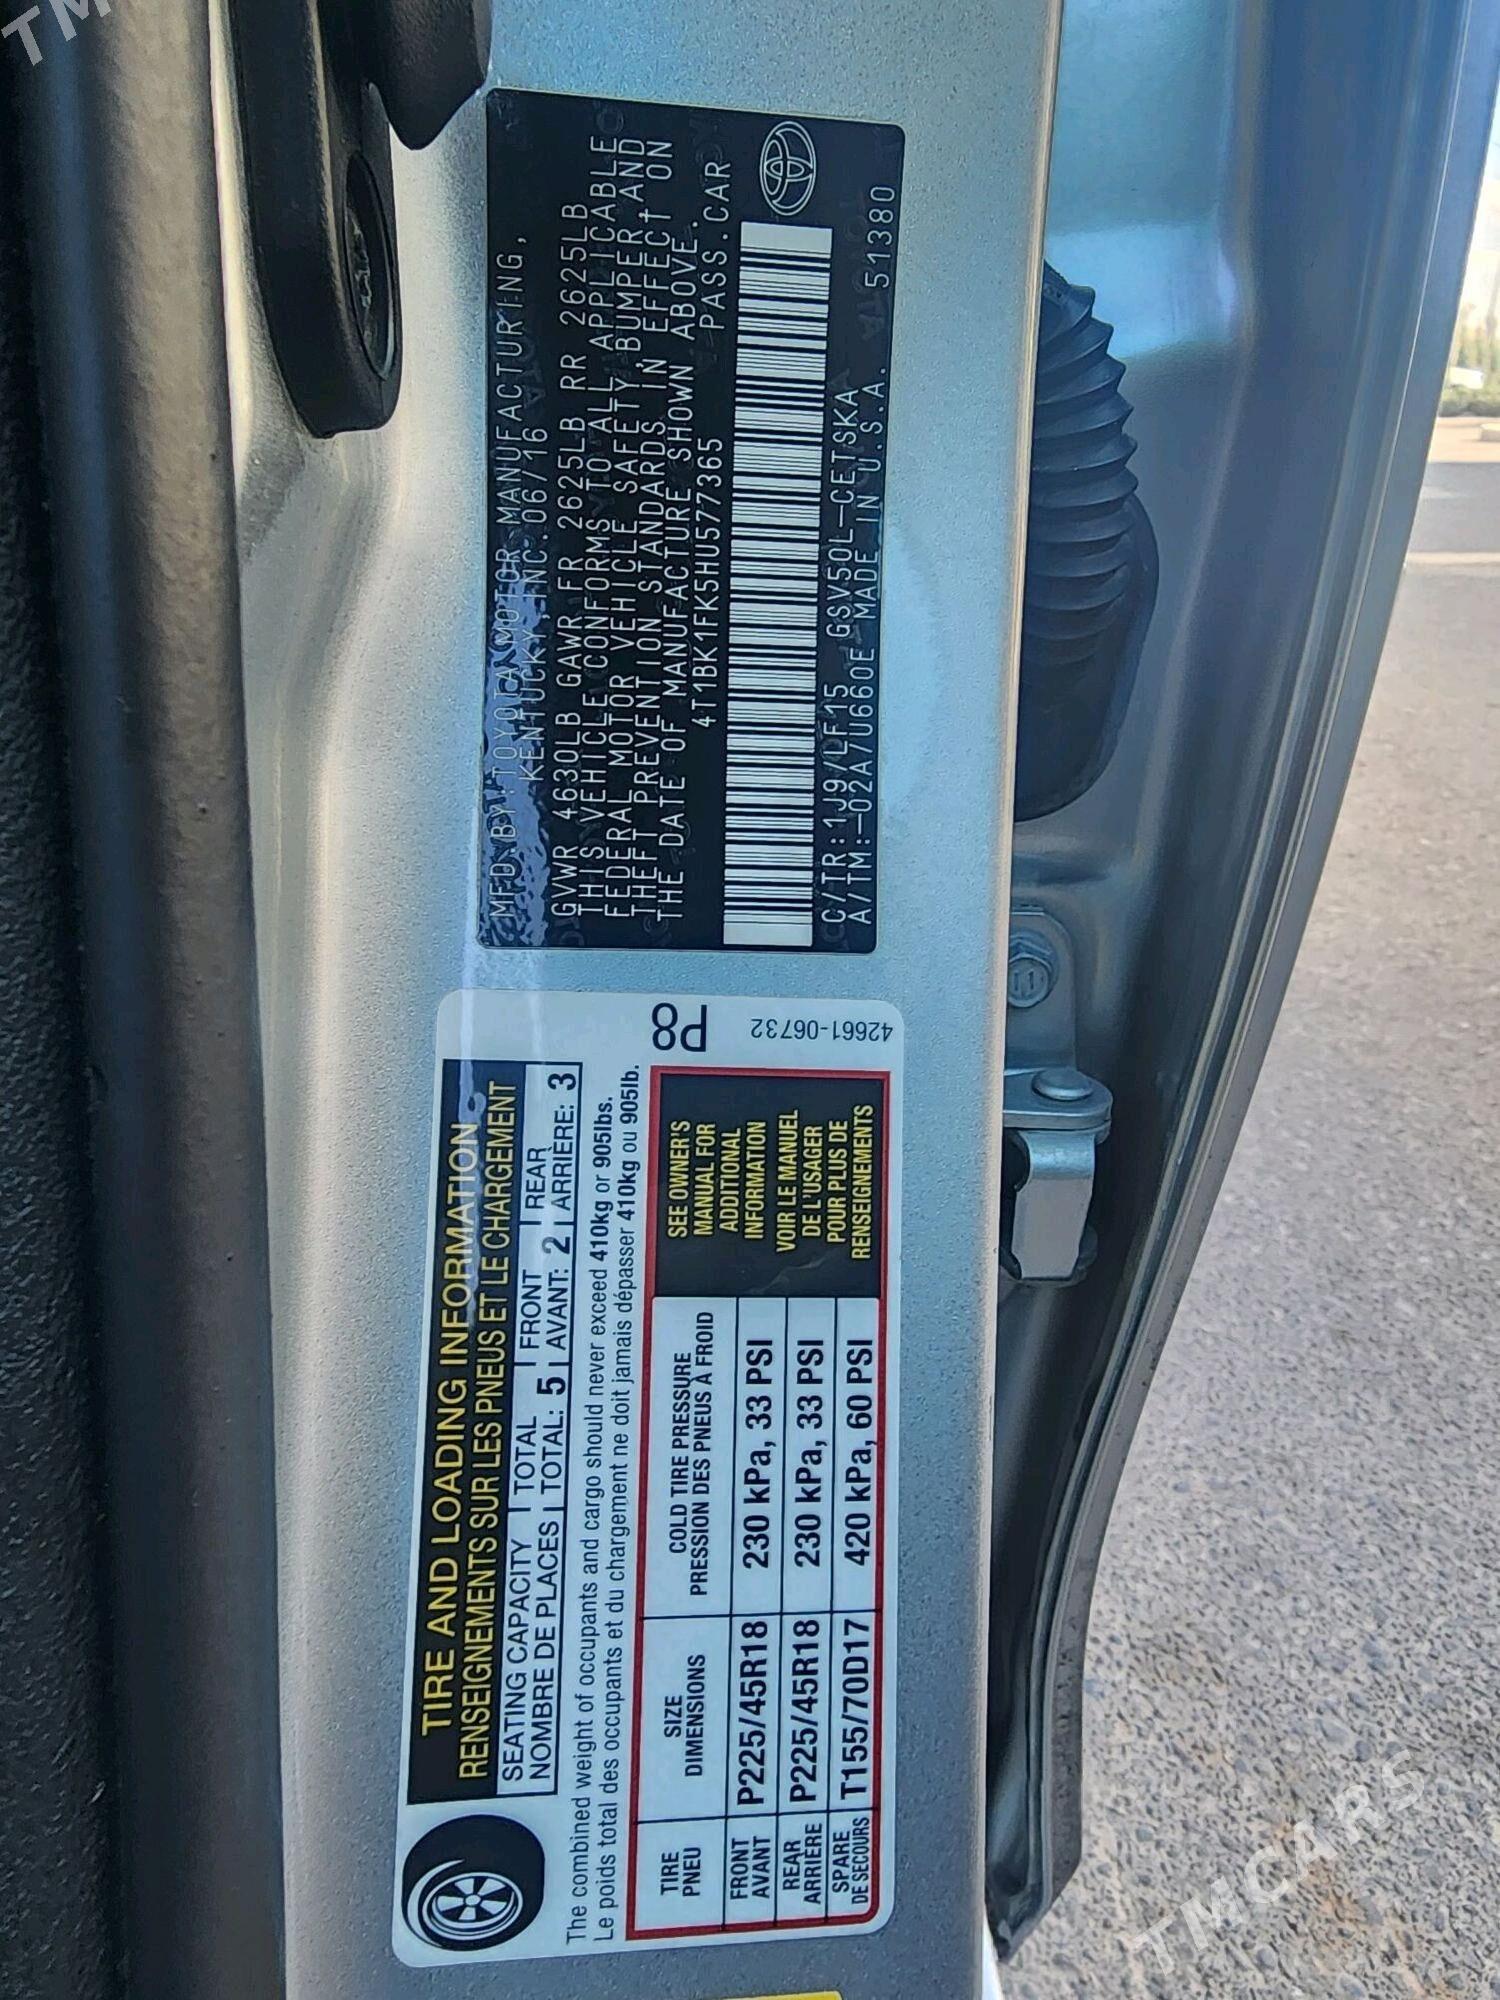 MFD.BY:TOYOTA MOTOR MANUFACTURING,
KENTUCKY,INC.06/16
GVWR 4630LB GAWR FR 2625LB RR 2625LB
THIS VEHICLE CONFORMS TO ALL APPLICABLE
FEDERAL MOTOR VEHICLE SAFETY,BUMPER,AND
THEFT PREVENTION STANDARDS IN EFFECT ON
THE DATE OF MANUFACTURE SHOWN ABOVE.
4T1BK1FK5HU577365 PASS.CAR
C/TR:1J9/LF15 GSV50L-CETSKA
A/TM:-02A/U660E MADE IN U.S.A. 51380
TIRE AND LOADING INFORMATION
RENSEIGNEMENTS SUR LES PNEUS ET LE CHARGEMENT
SEATING CAPACITY TOTAL FRONT REAR
NOMBRE DE PLACES TOTAL: 5 AVANT: 2 ARRIÈRE: 3
The combined weight of occupants and cargo should never exceed 410kg or 905lbs.
Le poids total des occupants et du chargement ne doit jamais dépasser 410kg ou 905lb.
TIRE SIZE COLD TIRE PRESSURE
PNEU DIMENSIONS PRESSION DES PNEUS À FROID
FRONT
AVANT P225/45R18 230 kPa, 33 PSI
REAR
ARRIÈRE P225/45R18 230 kPa, 33 PSI
SPARE
DE SECOURS T155/70D17 420 kPa, 60 PSI
SEE OWNER'S
MANUAL FOR
ADDITIONAL
INFORMATION
VOIR LE MANUEL
DE L'USAGER
POUR PLUS DE
RENSEIGNEMENTS
P8
42661-06732
TMCARS
TM